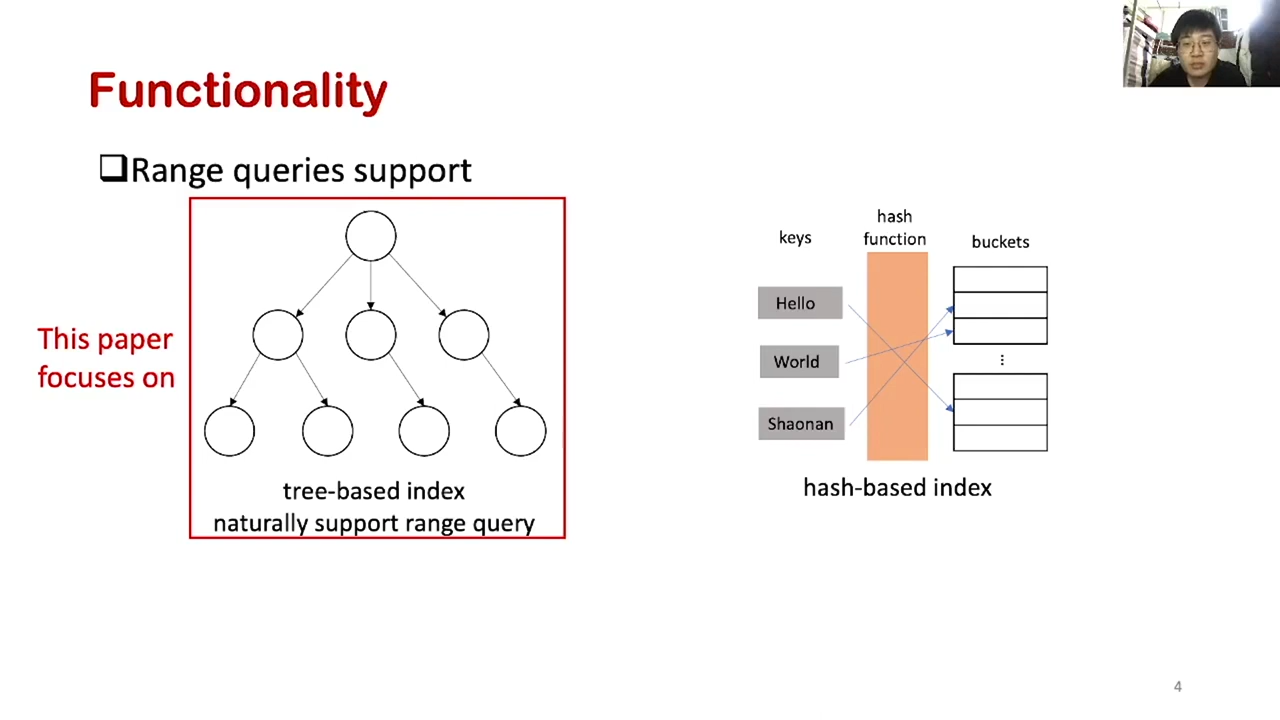 Functionality
Range queries support
This paper
focuses on
tree-based index
naturally support range query
keys
hash
function
buckets
Hello
World
Shaonan
hash-based index
4